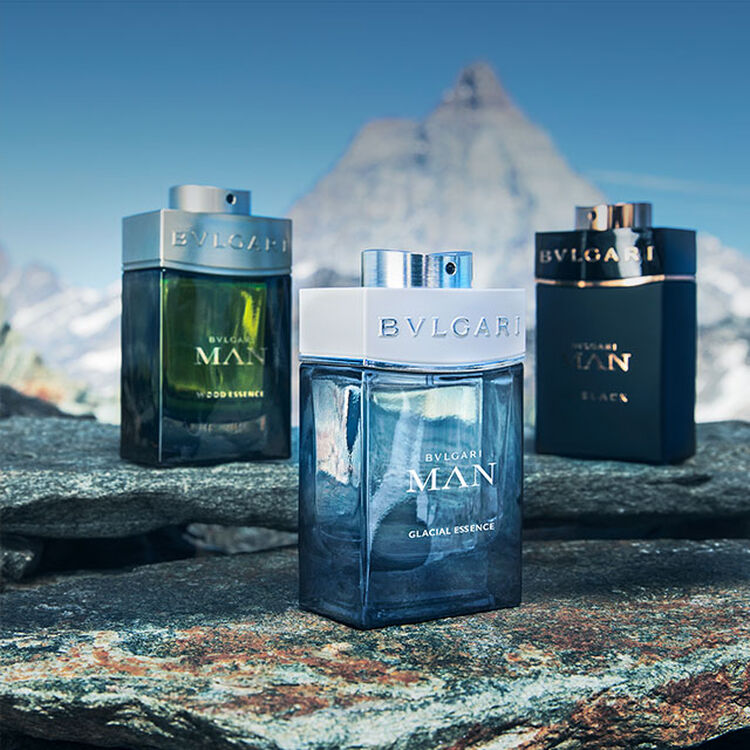 BVLGARI
BVLGARI
MAN
WOOD ESSENCE
BVLGARI
BVLGARI
MAN
GLACIAL ESSENCE
BVLGARI
BVLGARI
MAN
BLACK